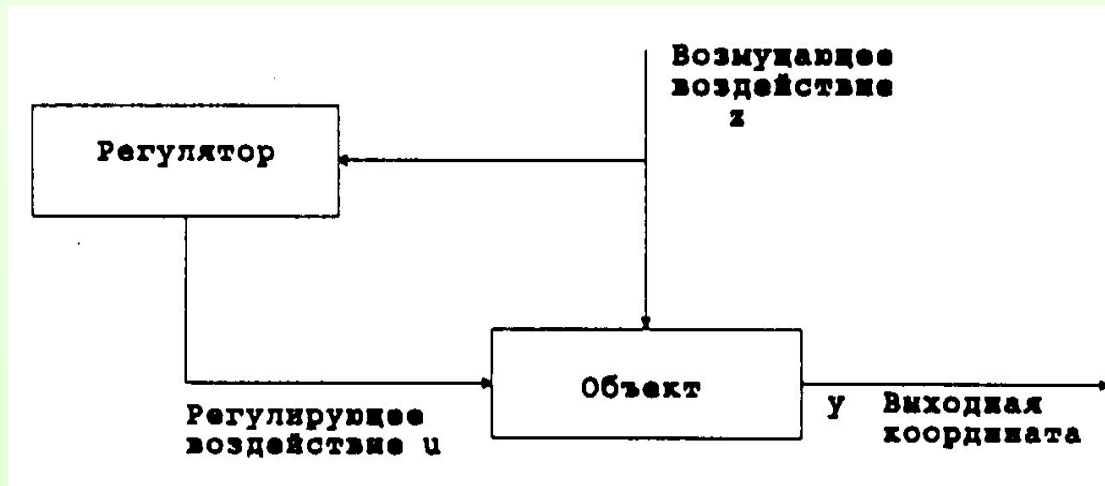 Возмущающее
воздействие
z
Регулятор
Объект
Регулирующее
воздействие u
y Выходная
координата